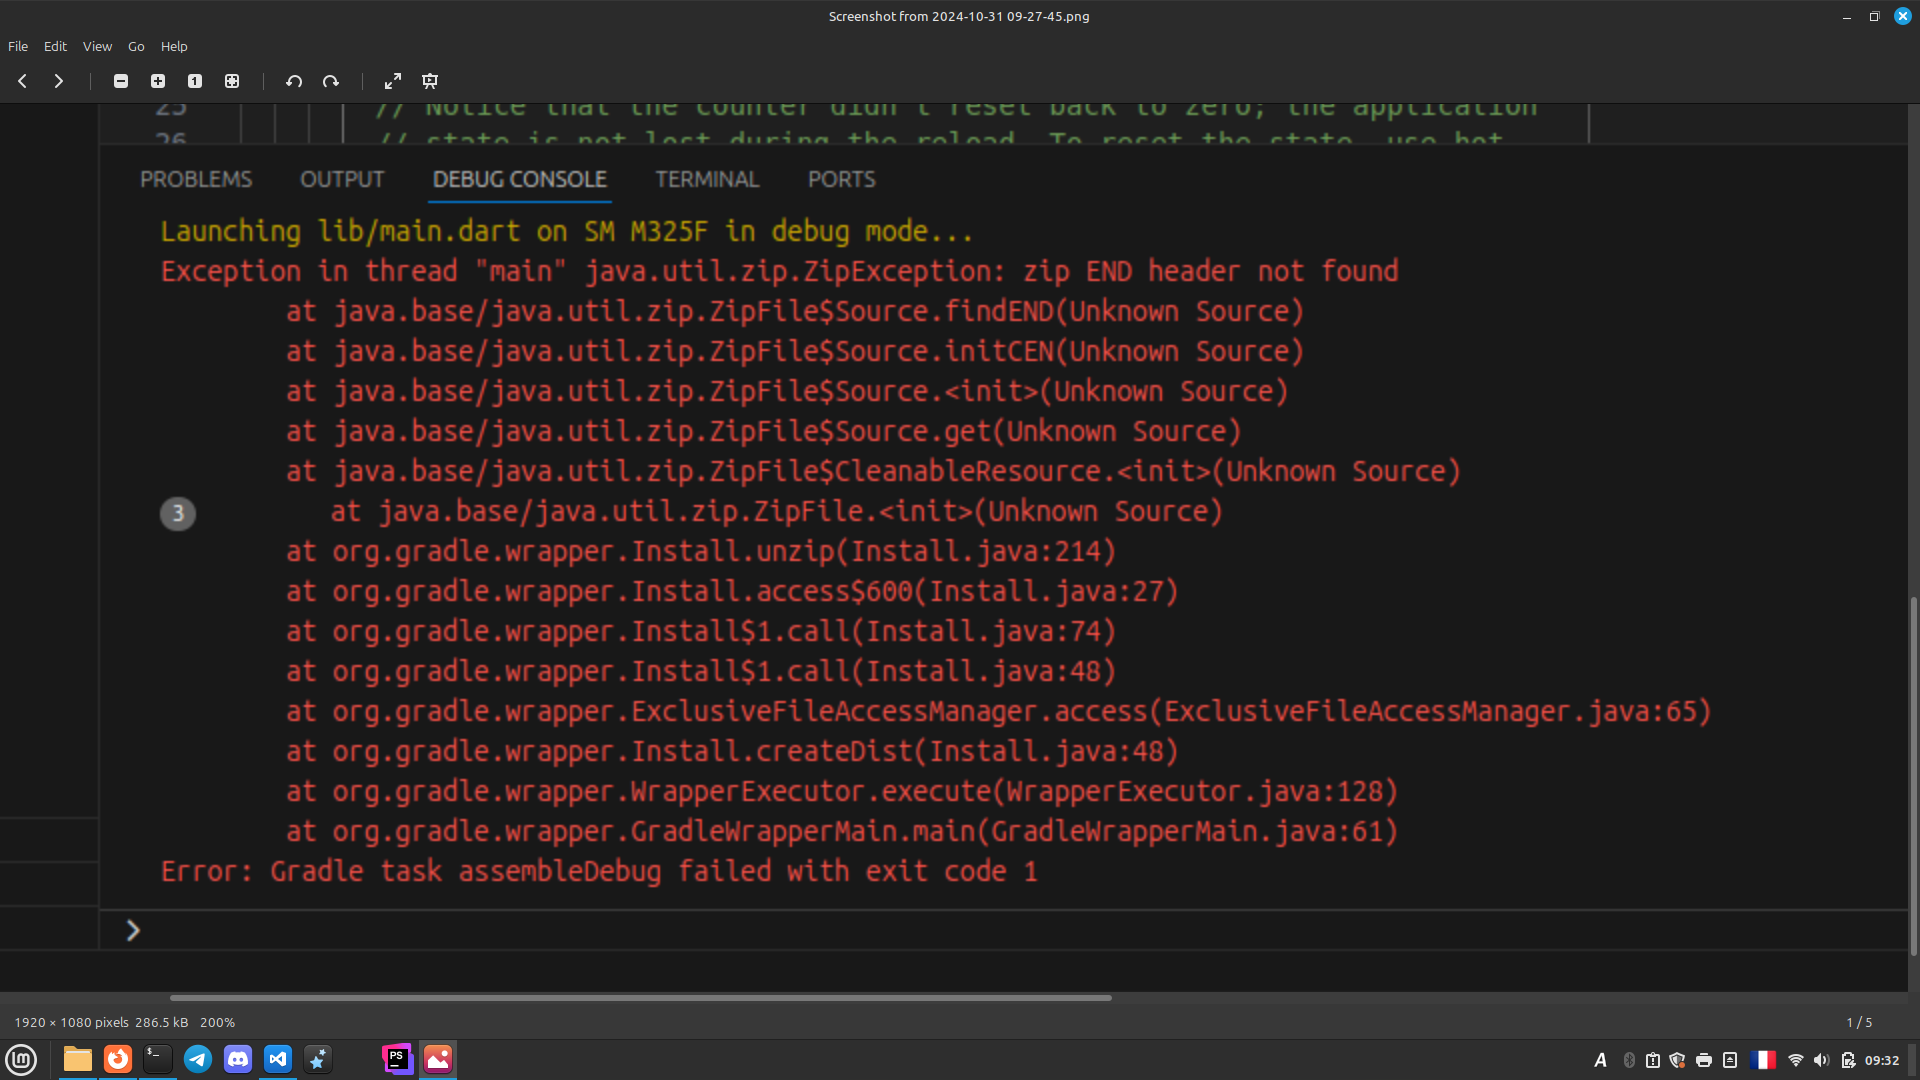 Screenshot from 2024-10-31 09-27-45.png
File Edit View Go Help
1
25 // Notice that the counter didn't reset back to zero; the application
26 // state is not lost during the reload. To reset the state, use hot
PROBLEMS OUTPUT DEBUG CONSOLE TERMINAL PORTS
Launching lib/main.dart on SM M325F in debug mode...
Exception in thread "main" java.util.zip.ZipException: zip END header not found
at java.base/java.util.zip.ZipFile$Source.findEND(Unknown Source)
at java.base/java.util.zip.ZipFile$Source.initCEN(Unknown Source)
at java.base/java.util.zip.ZipFile$Source.<init>(Unknown Source)
at java.base/java.util.zip.ZipFile$Source.get(Unknown Source)
at java.base/java.util.zip.ZipFile$CleanableResource.<init>(Unknown Source)
3 at java.base/java.util.zip.ZipFile.<init>(Unknown Source)
at org.gradle.wrapper.Install.unzip(Install.java:214)
at org.gradle.wrapper.Install.access$600(Install.java:27)
at org.gradle.wrapper.Install$1.call(Install.java:74)
at org.gradle.wrapper.Install$1.call(Install.java:48)
at org.gradle.wrapper.ExclusiveFileAccessManager.access(ExclusiveFileAccessManager.java:65)
at org.gradle.wrapper.Install.createDist(Install.java:48)
at org.gradle.wrapper.WrapperExecutor.execute(WrapperExecutor.java:128)
at org.gradle.wrapper.GradleWrapperMain.main(GradleWrapperMain.java:61)
Error: Gradle task assembleDebug failed with exit code 1
1920 × 1080 pixels 286.5 kB 200% 1 / 5
PS A 09:32